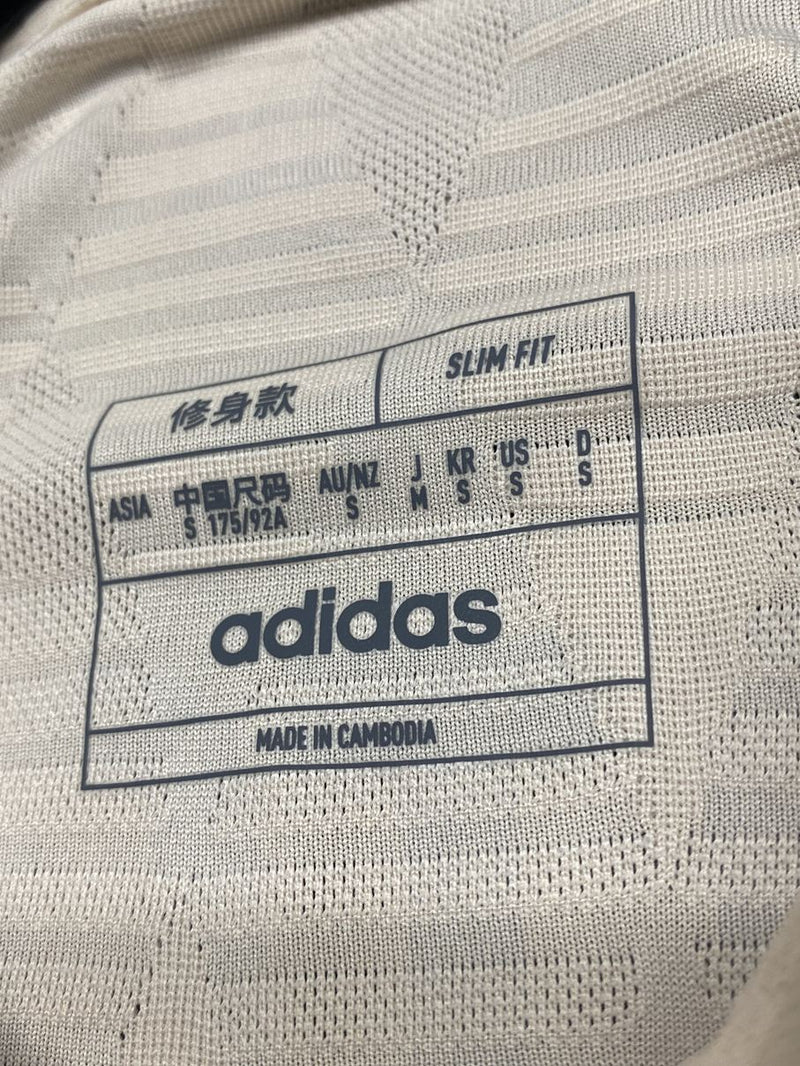 修身款 SLIM FIT
ASIA 中国尺码 AU/NZ J KR US D
S 175/92A S M S S S
adidas
MADE IN CAMBODIA